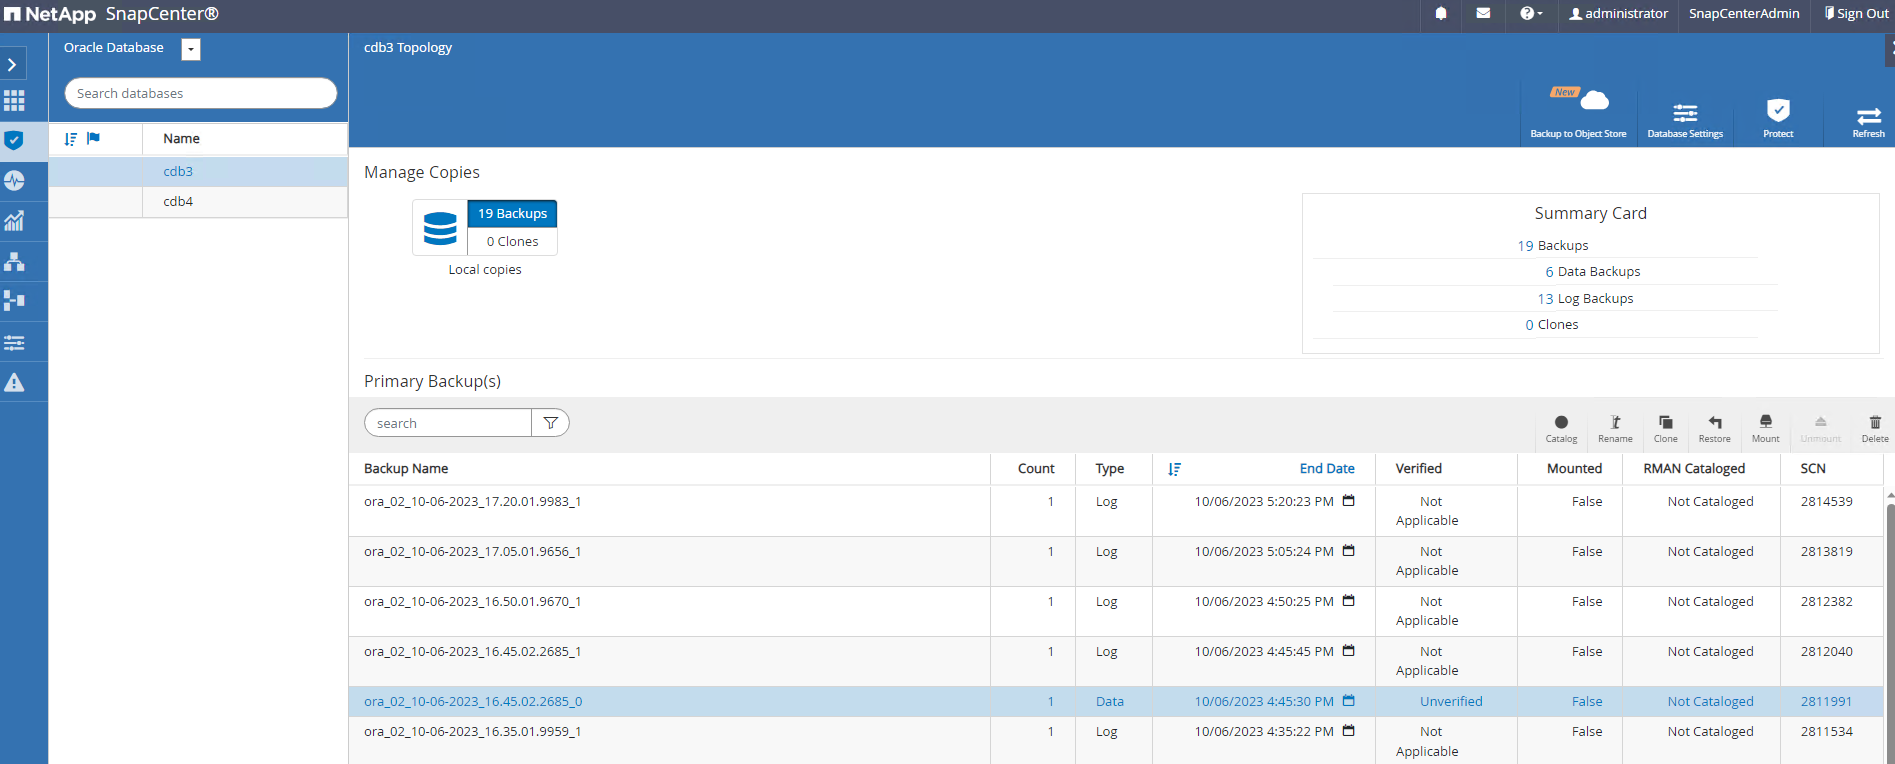 NetApp SnapCenter®
administrator
SnapCenterAdmin
Sign Out
Oracle Database
Search databases
Name
cdb3
cdb4
cdb3 Topology
New
Backup to Object Store
Database Settings
Protect
Refresh
Manage Copies
19 Backups
0 Clones
Local copies
Summary Card
19 Backups
6 Data Backups
13 Log Backups
0 Clones
Primary Backup(s)
search
Catalog
Rename
Clone
Restore
Mount
Unmount
Delete
Backup Name Count Type End Date Verified Mounted RMAN Cataloged SCN
ora_02_10-06-2023_17.20.01.9983_1 1 Log 10/06/2023 5:20:23 PM Not Applicable False Not Cataloged 2814539
ora_02_10-06-2023_17.05.01.9656_1 1 Log 10/06/2023 5:05:24 PM Not Applicable False Not Cataloged 2813819
ora_02_10-06-2023_16.50.01.9670_1 1 Log 10/06/2023 4:50:25 PM Not Applicable False Not Cataloged 2812382
ora_02_10-06-2023_16.45.02.2685_1 1 Log 10/06/2023 4:45:45 PM Not Applicable False Not Cataloged 2812040
ora_02_10-06-2023_16.45.02.2685_0 1 Data 10/06/2023 4:45:30 PM Unverified False Not Cataloged 2811991
ora_02_10-06-2023_16.35.01.9959_1 1 Log 10/06/2023 4:35:22 PM Not Applicable False Not Cataloged 2811534